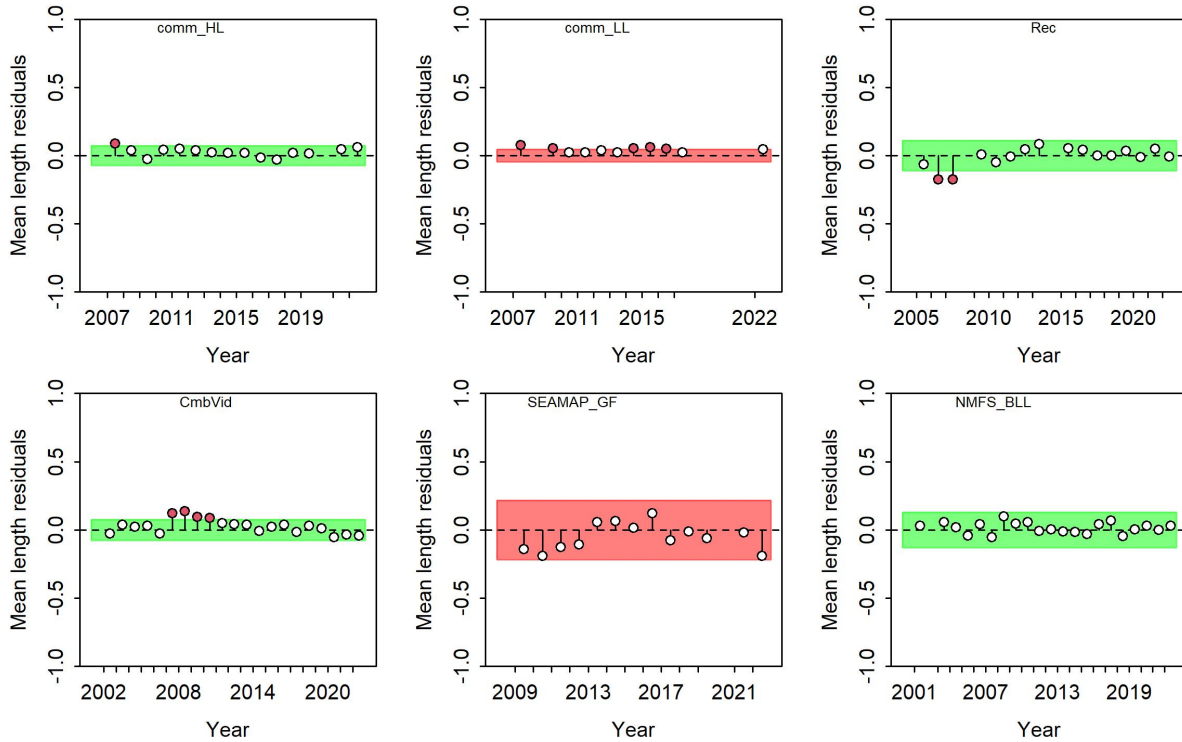 comm_HL
Mean length residuals
1.0
0.5
0.0
-0.5
-1.0
2007 2011 2015 2019
Year
comm_LL
Mean length residuals
1.0
0.5
0.0
-0.5
-1.0
2007 2011 2015 2022
Year
Rec
Mean length residuals
1.0
0.5
0.0
-0.5
-1.0
2005 2010 2015 2020
Year
CmbVid
Mean length residuals
1.0
0.5
0.0
-0.5
-1.0
2002 2008 2014 2020
Year
SEAMAP_GF
Mean length residuals
1.0
0.5
0.0
-0.5
-1.0
2009 2013 2017 2021
Year
NMFS_BLL
Mean length residuals
1.0
0.5
0.0
-0.5
-1.0
2001 2007 2013 2019
Year